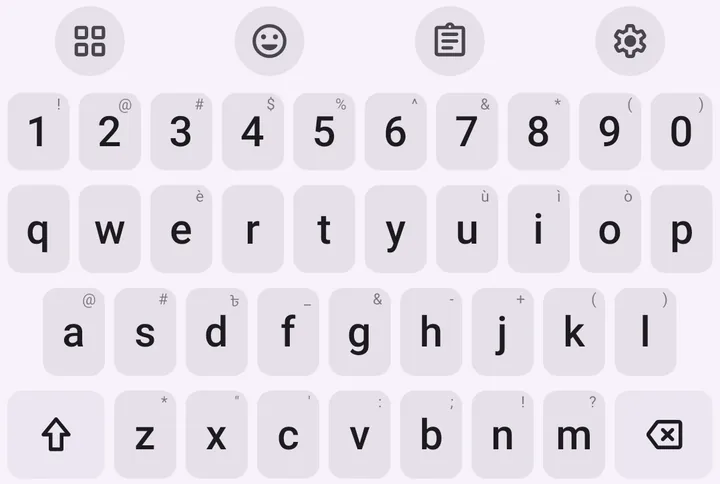 ! @ # $ % ^ & * ( )
1 2 3 4 5 6 7 8 9 0
è ù ì ò
q w e r t y u i o p
@ # _ & - + ( )
a s d f g h j k l
* " ' : ; ! ?
z x c v b n m